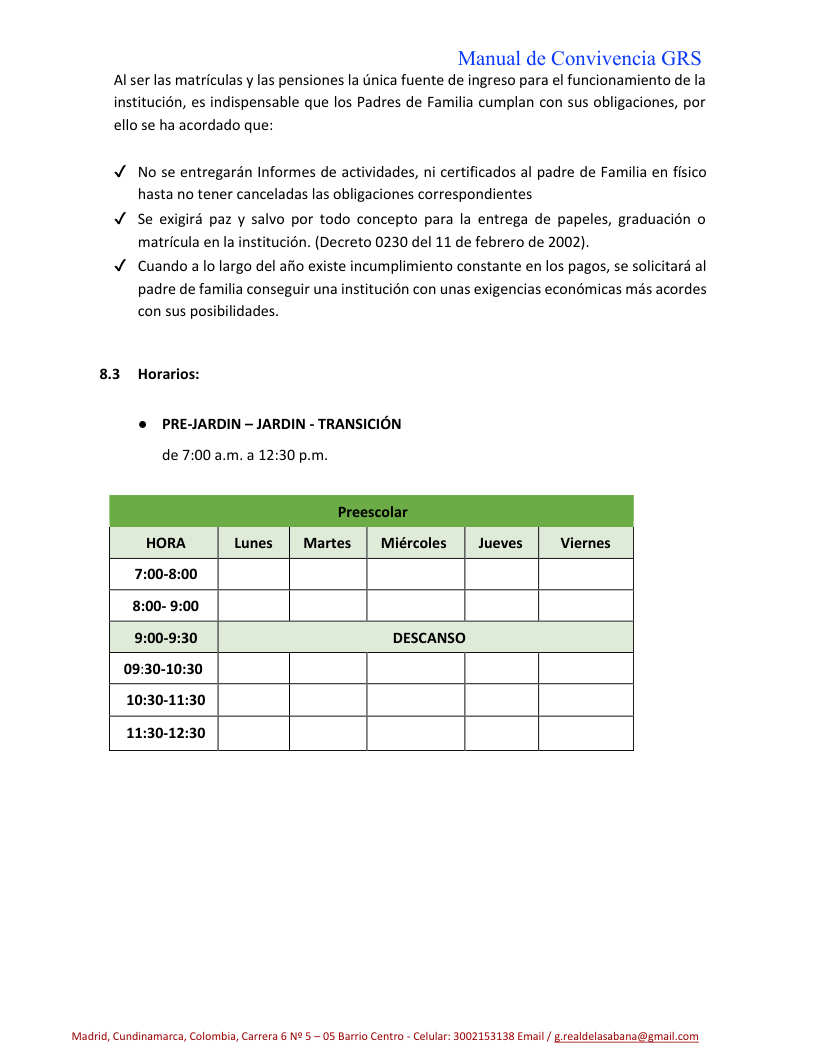 Manual de Convivencia GRS
Al ser las matrículas y las pensiones la única fuente de ingreso para el funcionamiento de la
institución, es indispensable que los Padres de Familia cumplan con sus obligaciones, por
ello se ha acordado que:
✓ No se entregarán Informes de actividades, ni certificados al padre de Familia en físico
hasta no tener canceladas las obligaciones correspondientes
✓ Se exigirá paz y salvo por todo concepto para la entrega de papeles, graduación o
matrícula en la institución. (Decreto 0230 del 11 de febrero de 2002).
✓ Cuando a lo largo del año existe incumplimiento constante en los pagos, se solicitará al
padre de familia conseguir una institución con unas exigencias económicas más acordes
con sus posibilidades.
8.3 Horarios:
● PRE-JARDIN – JARDIN - TRANSICIÓN
de 7:00 a.m. a 12:30 p.m.
Preescolar
HORA Lunes Martes Miércoles Jueves Viernes
7:00-8:00
8:00- 9:00
9:00-9:30 DESCANSO
09:30-10:30
10:30-11:30
11:30-12:30
Madrid, Cundinamarca, Colombia, Carrera 6 Nº 5 – 05 Barrio Centro - Celular: 3002153138 Email / g.realdelasabana@gmail.com